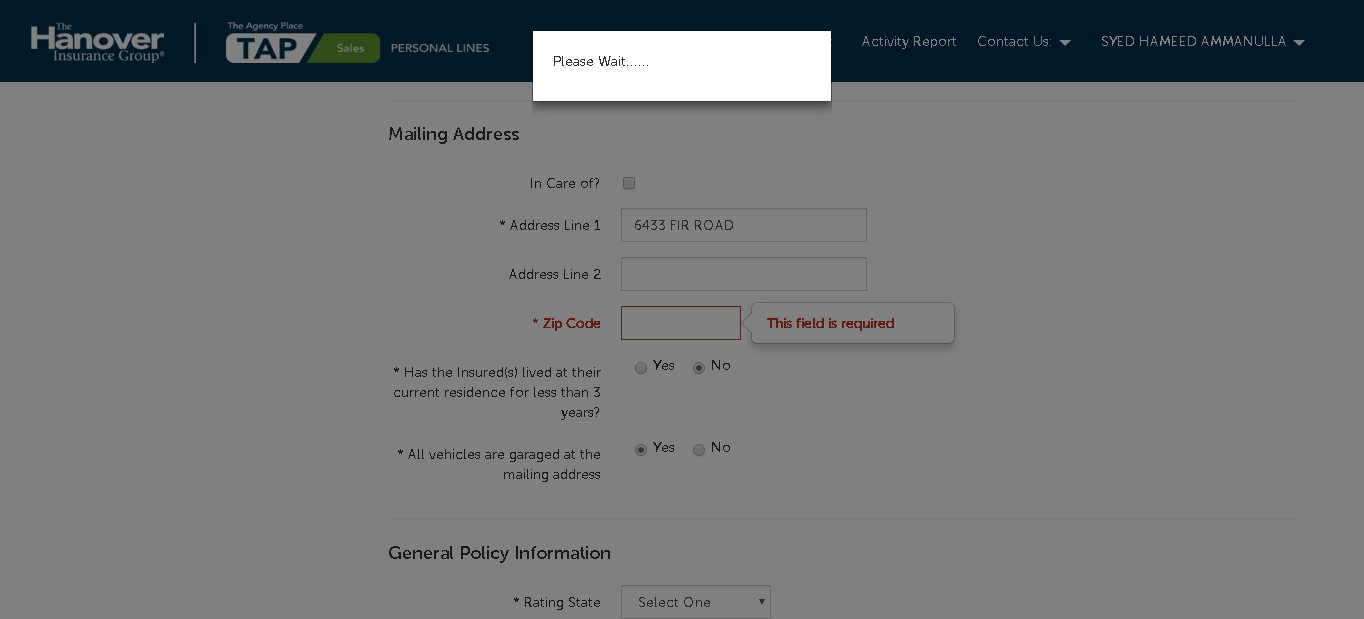 The
Hanover
Insurance Group®
The Agency Place
TAP Sales PERSONAL LINES
Please Wait......
Activity Report Contact Us: SYED HAMEED AMMANULLA
Mailing Address
In Care of?
* Address Line 1 6433 FIR ROAD
Address Line 2
* Zip Code This field is required
* Has the Insured(s) lived at their Yes No
current residence for less than 3
years?
* All vehicles are garaged at the Yes No
mailing address
General Policy Information
* Rating State Select One